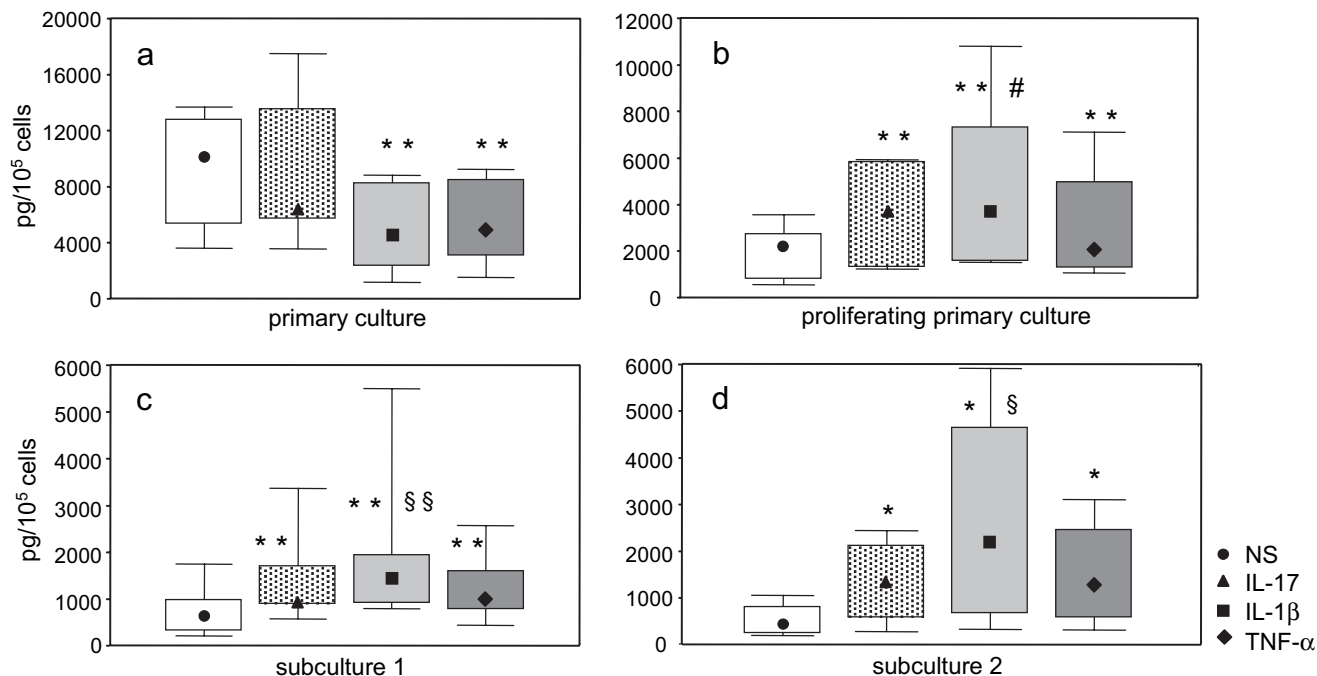 a
pg/10⁵ cells
20000
16000
12000
8000
4000
0
* *
* *
primary culture
b
12000
10000
8000
6000
4000
2000
0
* *
* * #
* *
proliferating primary culture
c
pg/10⁵ cells
6000
5000
4000
3000
2000
1000
0
* *
* * § §
* *
subculture 1
d
6000
5000
4000
3000
2000
1000
0
*
* §
*
subculture 2
NS
IL-17
IL-1β
TNF-α